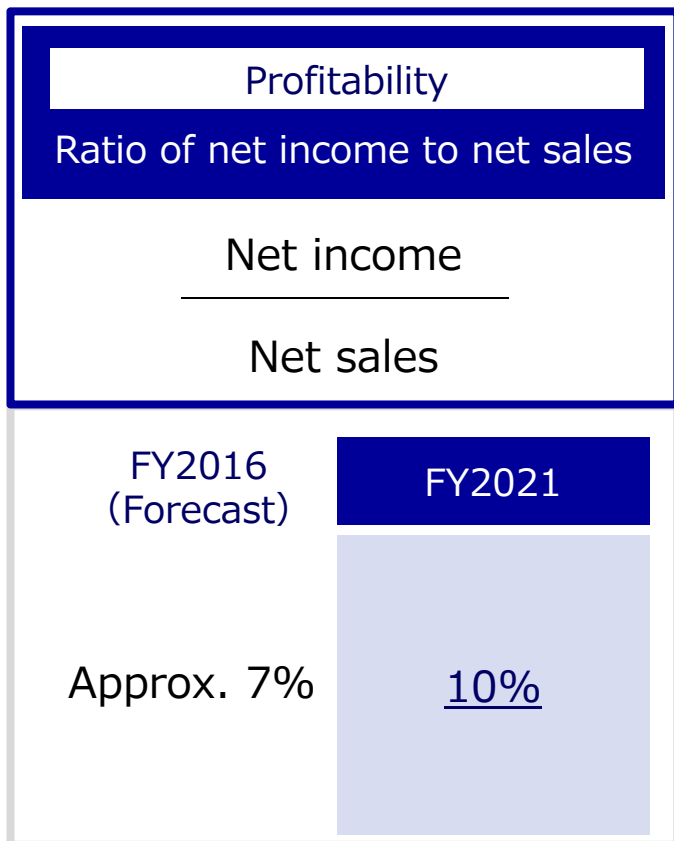 Profitability
Ratio of net income to net sales
Net income
Net sales
FY2016
(Forecast)
FY2021
Approx. 7%
10%